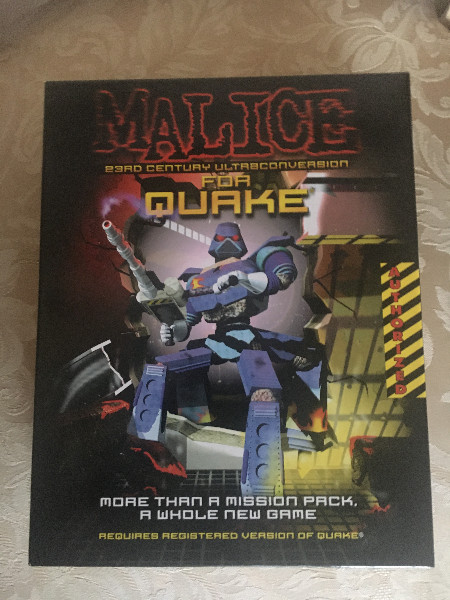 MALICE
23RD CENTURY ULTRACONVERSION
FOR
QUAKE
AUTHORIZED
MORE THAN A MISSION PACK,
A WHOLE NEW GAME
REQUIRES REGISTERED VERSION OF QUAKE®